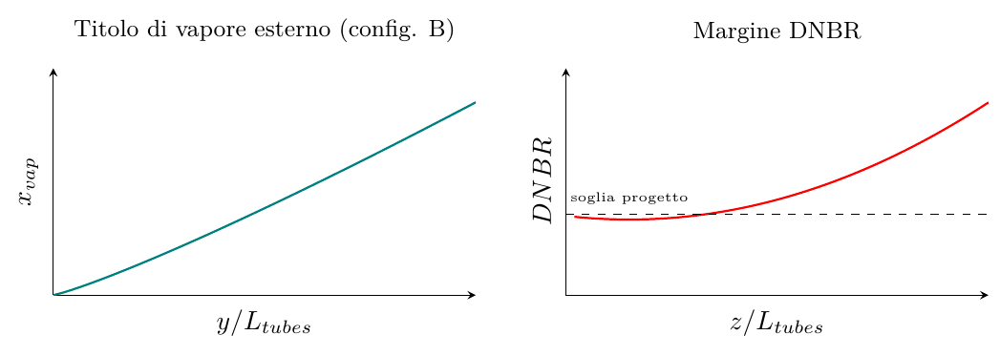 Titolo di vapore esterno (config. B)
x_{vap}
y/L_{tubes}
Margine DNBR
DNBR
soglia progetto
z/L_{tubes}